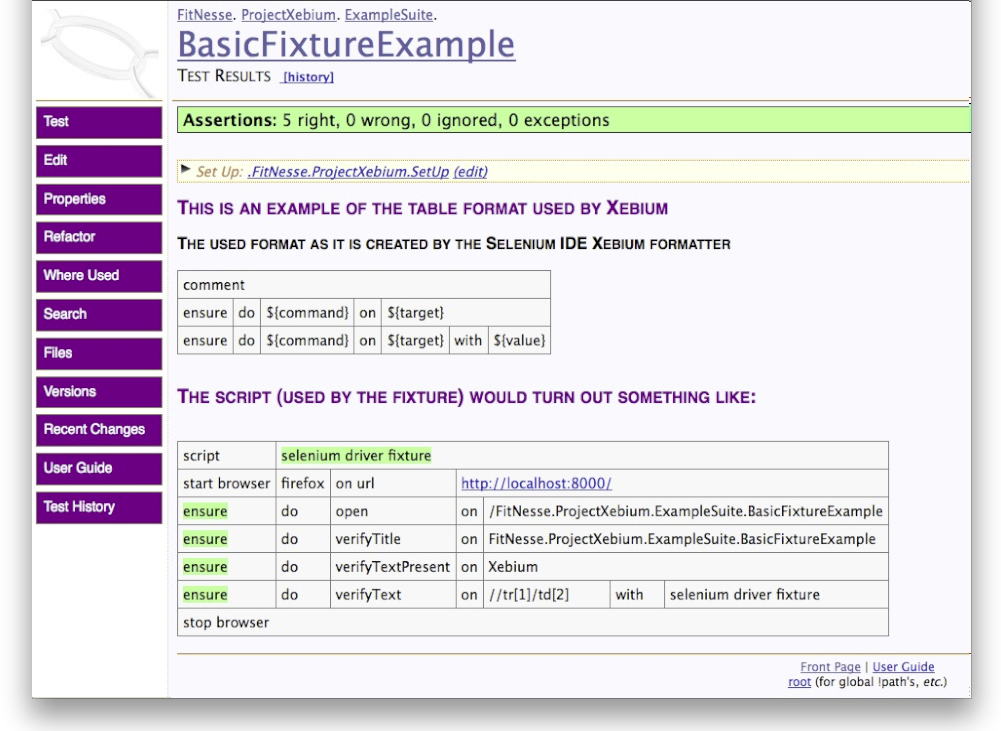 FitNesse. ProjectXebium. ExampleSuite.
BasicFixtureExample
TEST RESULTS [history]
Test
Edit
Properties
Refactor
Where Used
Search
Files
Versions
Recent Changes
User Guide
Test History
Assertions: 5 right, 0 wrong, 0 ignored, 0 exceptions
Set Up: .FitNesse.ProjectXebium.SetUp (edit)
THIS IS AN EXAMPLE OF THE TABLE FORMAT USED BY XEBIUM
THE USED FORMAT AS IT IS CREATED BY THE SELENIUM IDE XEBIUM FORMATTER
comment
ensure do ${command} on ${target}
ensure do ${command} on ${target} with ${value}
THE SCRIPT (USED BY THE FIXTURE) WOULD TURN OUT SOMETHING LIKE:
script selenium driver fixture
start browser firefox on url http://localhost:8000/
ensure do open on /FitNesse.ProjectXebium.ExampleSuite.BasicFixtureExample
ensure do verifyTitle on FitNesse.ProjectXebium.ExampleSuite.BasicFixtureExample
ensure do verifyTextPresent on Xebium
ensure do verifyText on //tr[1]/td[2] with selenium driver fixture
stop browser
Front Page | User Guide
root (for global !path's, etc.)